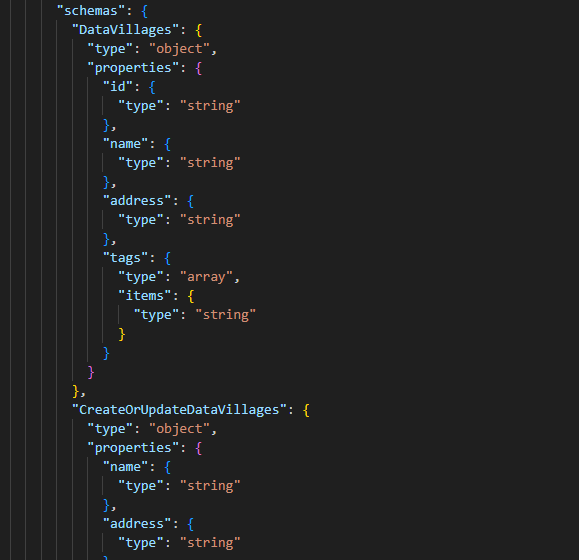 "schemas": {
"DataVillages": {
"type": "object",
"properties": {
"id": {
"type": "string"
},
"name": {
"type": "string"
},
"address": {
"type": "string"
},
"tags": {
"type": "array",
"items": {
"type": "string"
}
}
}
},
"CreateOrUpdateDataVillages": {
"type": "object",
"properties": {
"name": {
"type": "string"
},
"address": {
"type": "string"
},